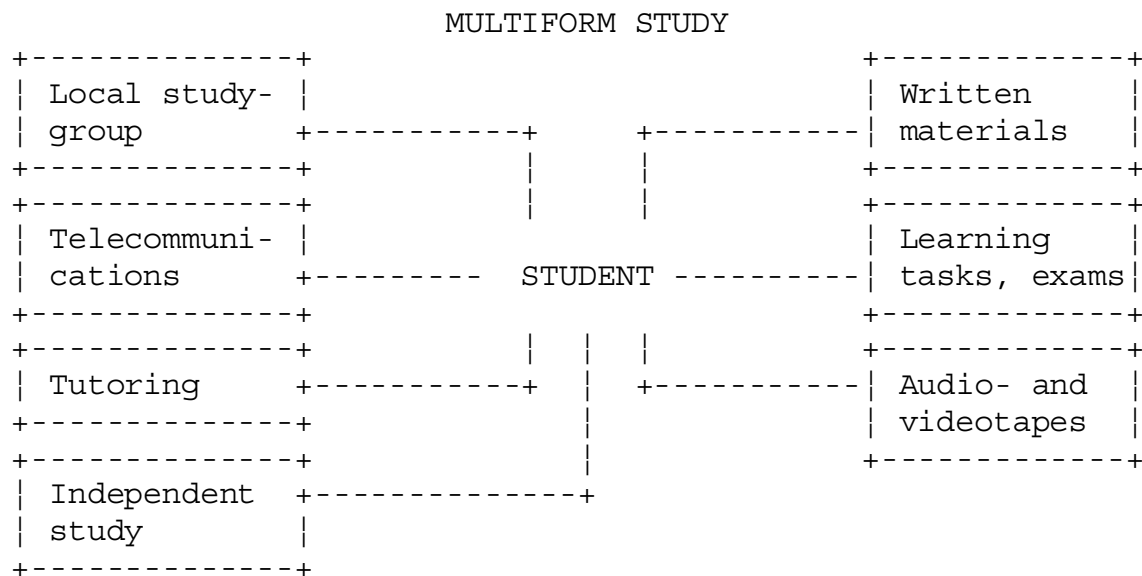 MULTIFORM STUDY
Local study-
group
Written
materials
Telecommuni-
cations
STUDENT
Learning
tasks, exams
Tutoring
Audio- and
videotapes
Independent
study